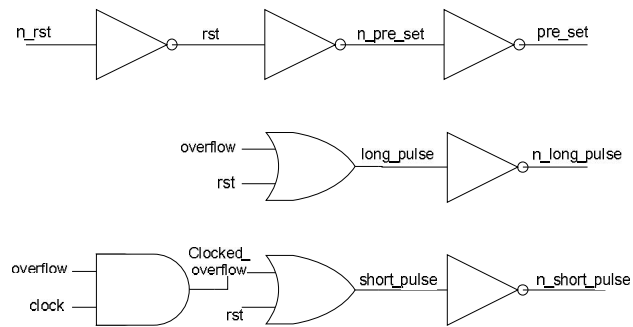 n_rst rst n_pre_set pre_set
overflow long_pulse n_long_pulse
rst
Clocked_
overflow overflow short_pulse n_short_pulse
clock rst